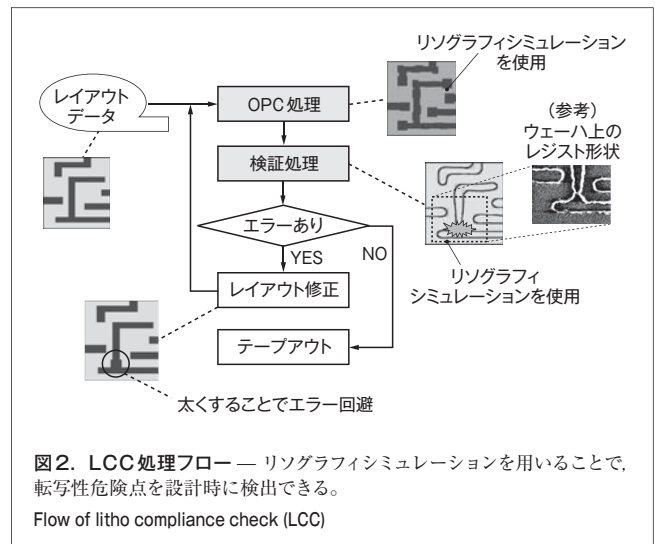 リソグラフィシミュレーション
を使用
レイアウト
データ
OPC処理
(参考)
ウェーハ上の
レジスト形状
検証処理
エラーあり
YES
NO
レイアウト修正
リソグラフィ
シミュレーションを使用
テープアウト
太くすることでエラー回避
図2. LCC処理フロー — リソグラフィシミュレーションを用いることで,
転写性危険点を設計時に検出できる。
Flow of litho compliance check (LCC)